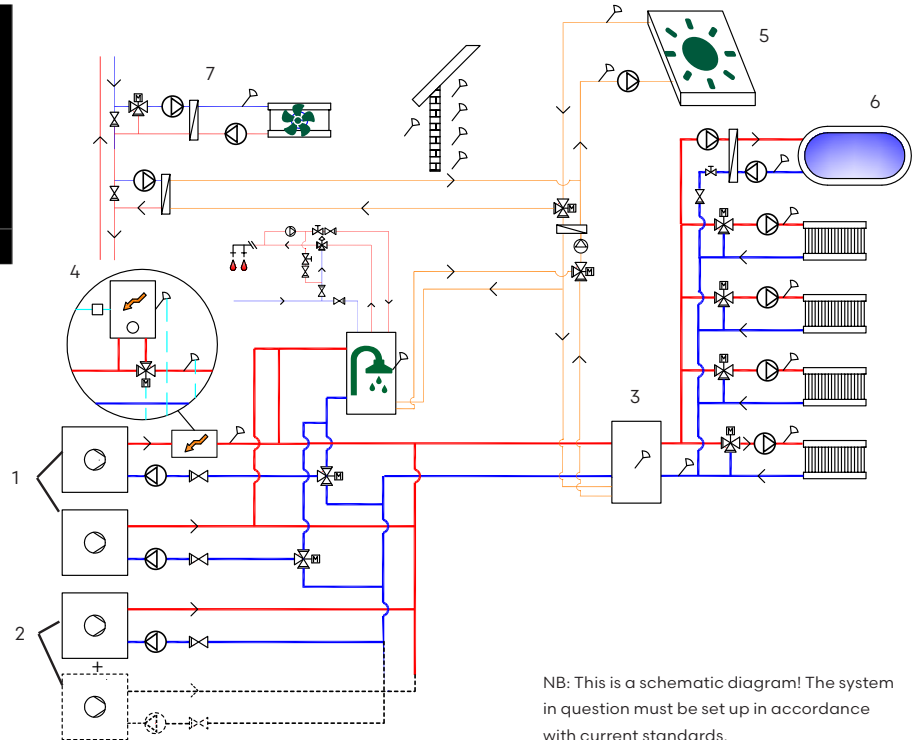 5
7
6
M
M
M
4
M
M
M
M
3
M
1
M
M
2
+
NB: This is a schematic diagram! The system
in question must be set up in accordance
with current standards.